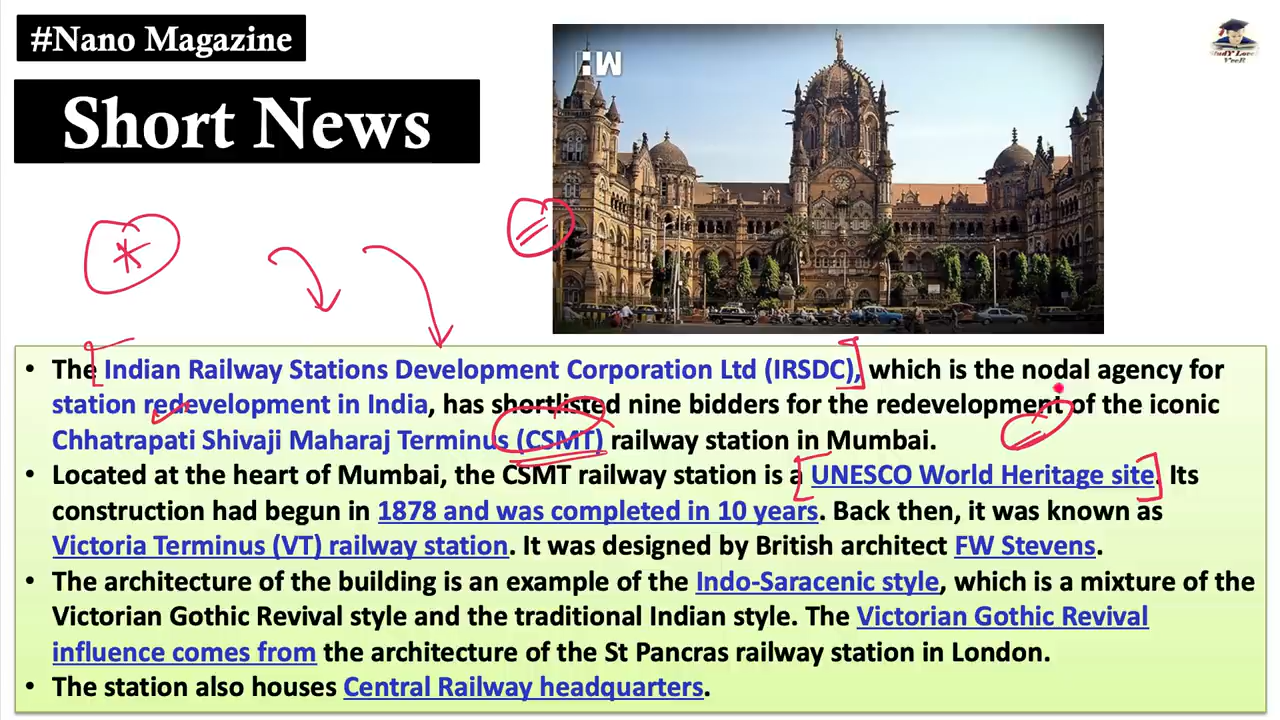 #Nano Magazine
Short News
IW
StudY Lover
VeeR
• The Indian Railway Stations Development Corporation Ltd (IRSDC), which is the nodal agency for
station redevelopment in India, has shortlisted nine bidders for the redevelopment of the iconic
Chhatrapati Shivaji Maharaj Terminus (CSMT) railway station in Mumbai.
• Located at the heart of Mumbai, the CSMT railway station is a UNESCO World Heritage site. Its
construction had begun in 1878 and was completed in 10 years. Back then, it was known as
Victoria Terminus (VT) railway station. It was designed by British architect FW Stevens.
• The architecture of the building is an example of the Indo-Saracenic style, which is a mixture of the
Victorian Gothic Revival style and the traditional Indian style. The Victorian Gothic Revival
influence comes from the architecture of the St Pancras railway station in London.
• The station also houses Central Railway headquarters.